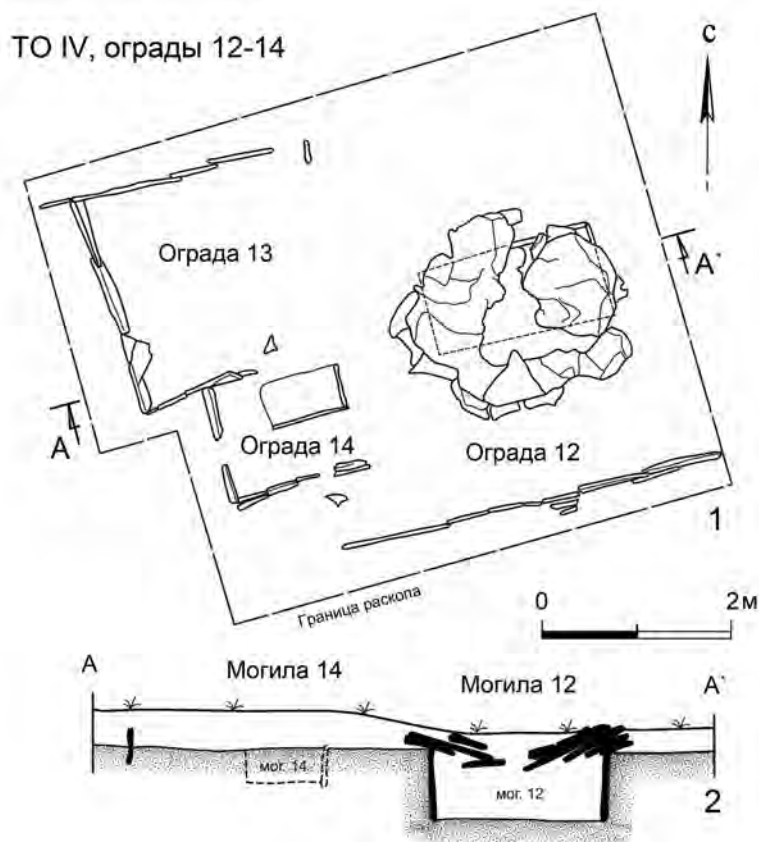 ТО IV, ограды 12-14
С
Ограда 13
А`
А
Ограда 14
Ограда 12
1
Граница раскопа
0 2 м
А Могила 14 Могила 12 А`
мог. 14
мог. 12
2